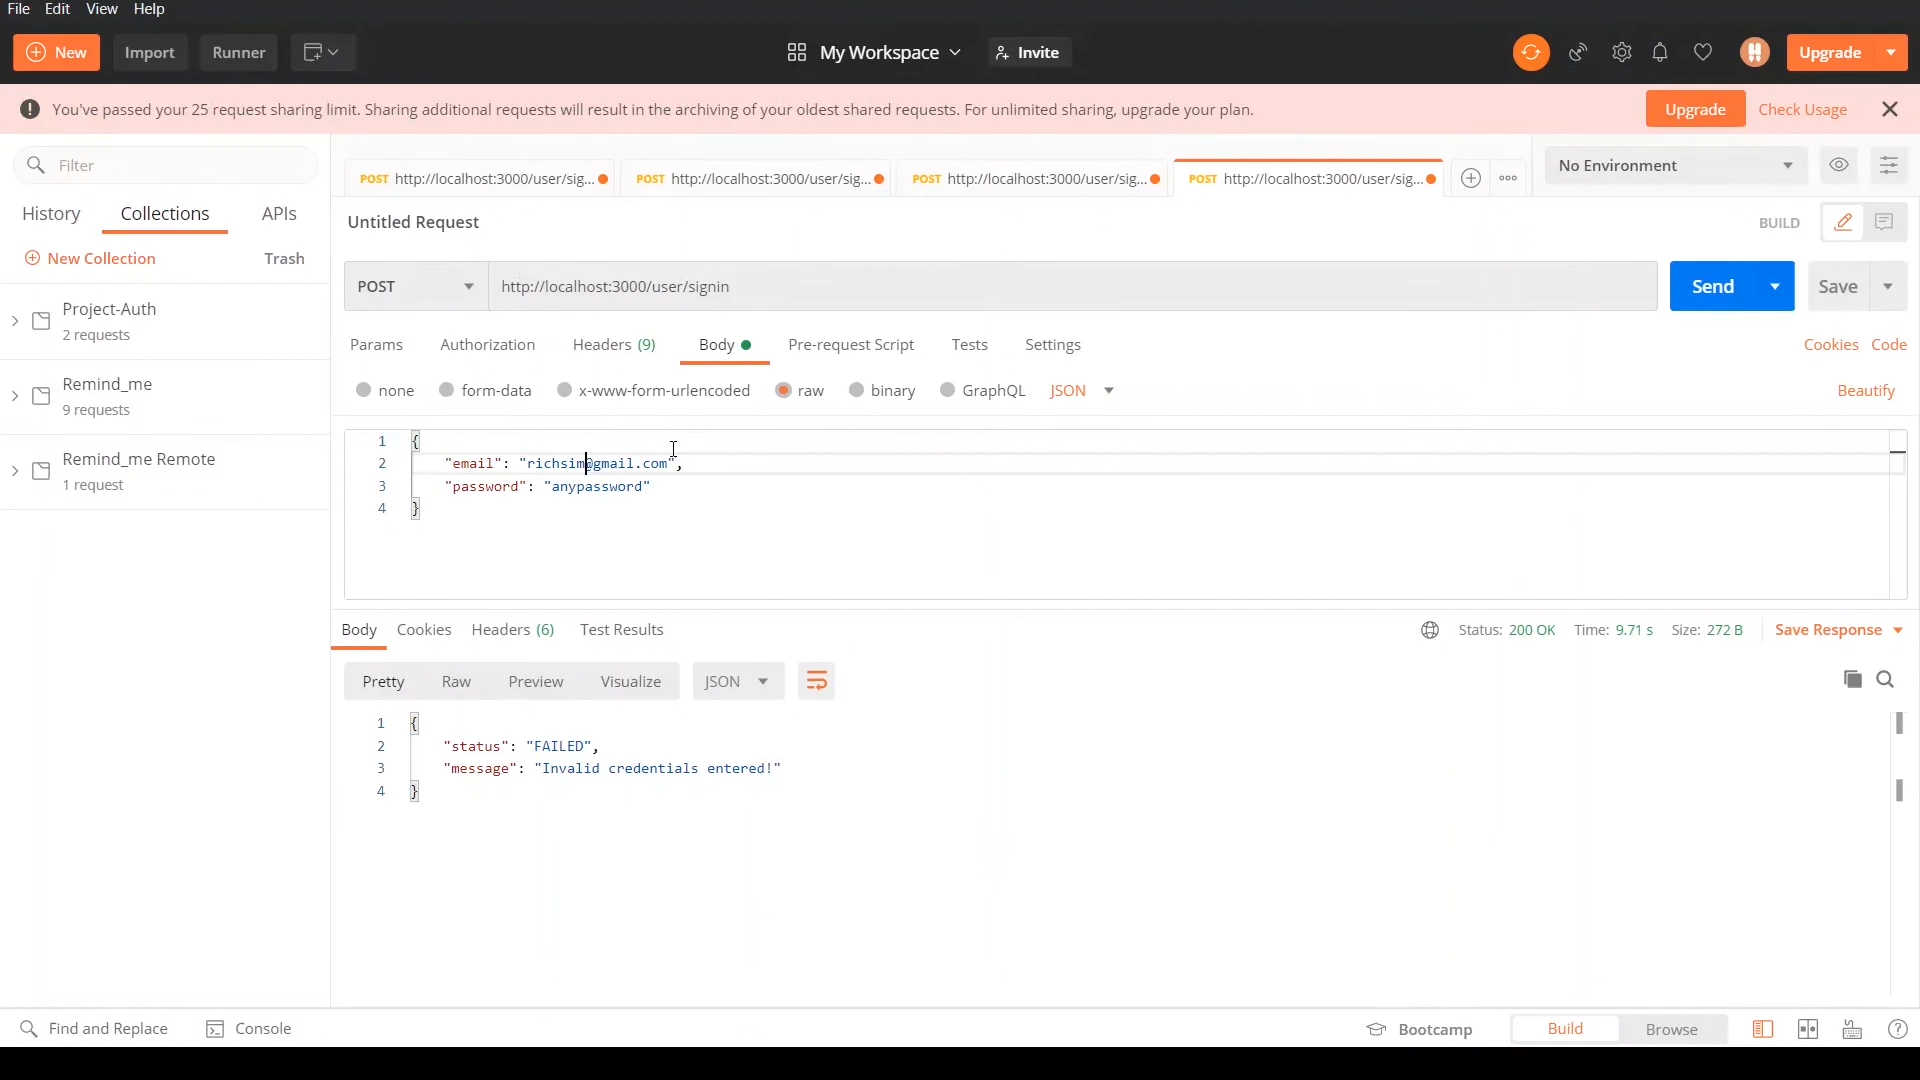 File Edit View Help
New Import Runner My Workspace Invite Upgrade
You've passed your 25 request sharing limit. Sharing additional requests will result in the archiving of your oldest shared requests. For unlimited sharing, upgrade your plan. Upgrade Check Usage
Filter
History Collections APIs
New Collection Trash
Project-Auth
2 requests
Remind_me
9 requests
Remind_me Remote
1 request
POST http://localhost:3000/user/sig... POST http://localhost:3000/user/sig... POST http://localhost:3000/user/sig... POST http://localhost:3000/user/sig... No Environment
Untitled Request BUILD
POST http://localhost:3000/user/signin Send Save
Params Authorization Headers (9) Body Pre-request Script Tests Settings Cookies Code
none form-data x-www-form-urlencoded raw binary GraphQL JSON Beautify
1 {
2 "email": "richsim@gmail.com",
3 "password": "anypassword"
4 }
Body Cookies Headers (6) Test Results Status: 200 OK Time: 9.71 s Size: 272 B Save Response
Pretty Raw Preview Visualize JSON
1 {
2 "status": "FAILED",
3 "message": "Invalid credentials entered!"
4 }
Find and Replace Console Bootcamp Build Browse